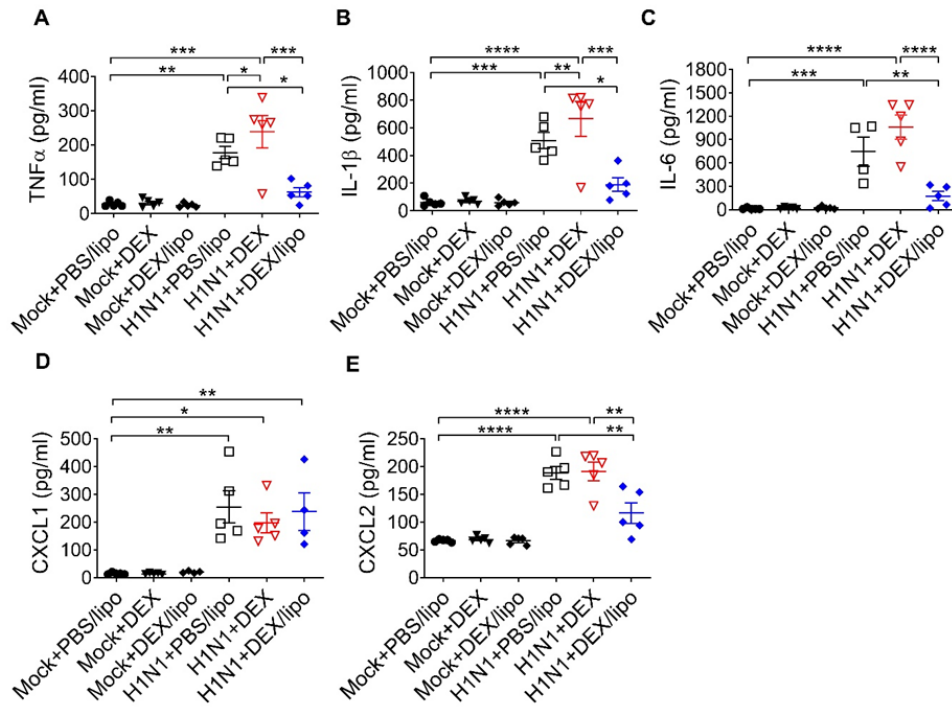 A
***
***
**
*
*
TNFα (pg/ml)
400
300
200
100
0
Mock+PBS/lipo
Mock+DEX
Mock+DEX/lipo
H1N1+PBS/lipo
H1N1+DEX
H1N1+DEX/lipo
B
****
***
***
**
*
IL-1β (pg/ml)
1000
800
600
400
200
0
Mock+PBS/lipo
Mock+DEX
Mock+DEX/lipo
H1N1+PBS/lipo
H1N1+DEX
H1N1+DEX/lipo
C
****
****
***
**
IL-6 (pg/ml)
1800
1500
1200
900
600
300
0
Mock+PBS/lipo
Mock+DEX
Mock+DEX/lipo
H1N1+PBS/lipo
H1N1+DEX
H1N1+DEX/lipo
D
**
*
**
CXCL1 (pg/ml)
500
400
300
200
100
0
Mock+PBS/lipo
Mock+DEX
Mock+DEX/lipo
H1N1+PBS/lipo
H1N1+DEX
H1N1+DEX/lipo
E
****
**
****
**
CXCL2 (pg/ml)
250
200
150
100
50
0
Mock+PBS/lipo
Mock+DEX
Mock+DEX/lipo
H1N1+PBS/lipo
H1N1+DEX
H1N1+DEX/lipo